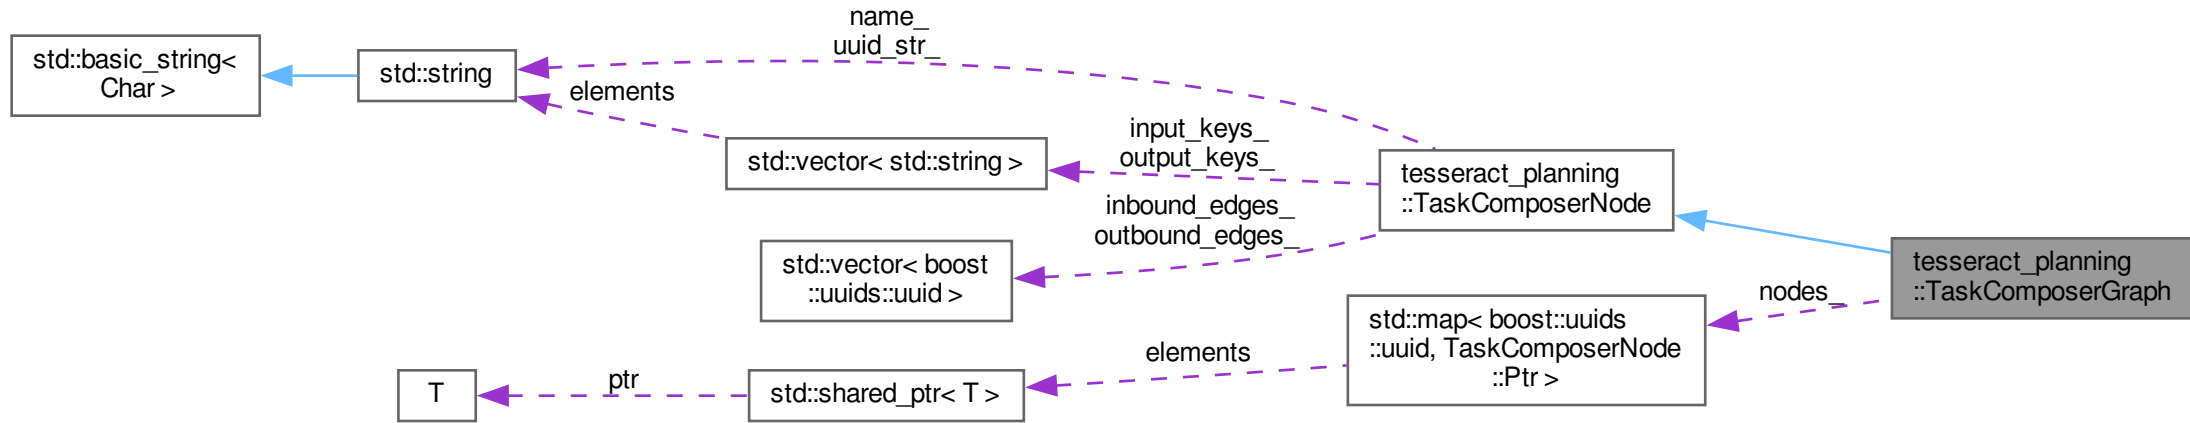 name_
uuid_str_
std::basic_string<
Char >
std::string
elements
std::vector< std::string >
input_keys_
output_keys_
tesseract_planning
::TaskComposerNode
inbound_edges_
outbound_edges_
std::vector< boost
::uuids::uuid >
tesseract_planning
::TaskComposerGraph
nodes_
std::map< boost::uuids
::uuid, TaskComposerNode
::Ptr >
elements
std::shared_ptr< T >
ptr
T